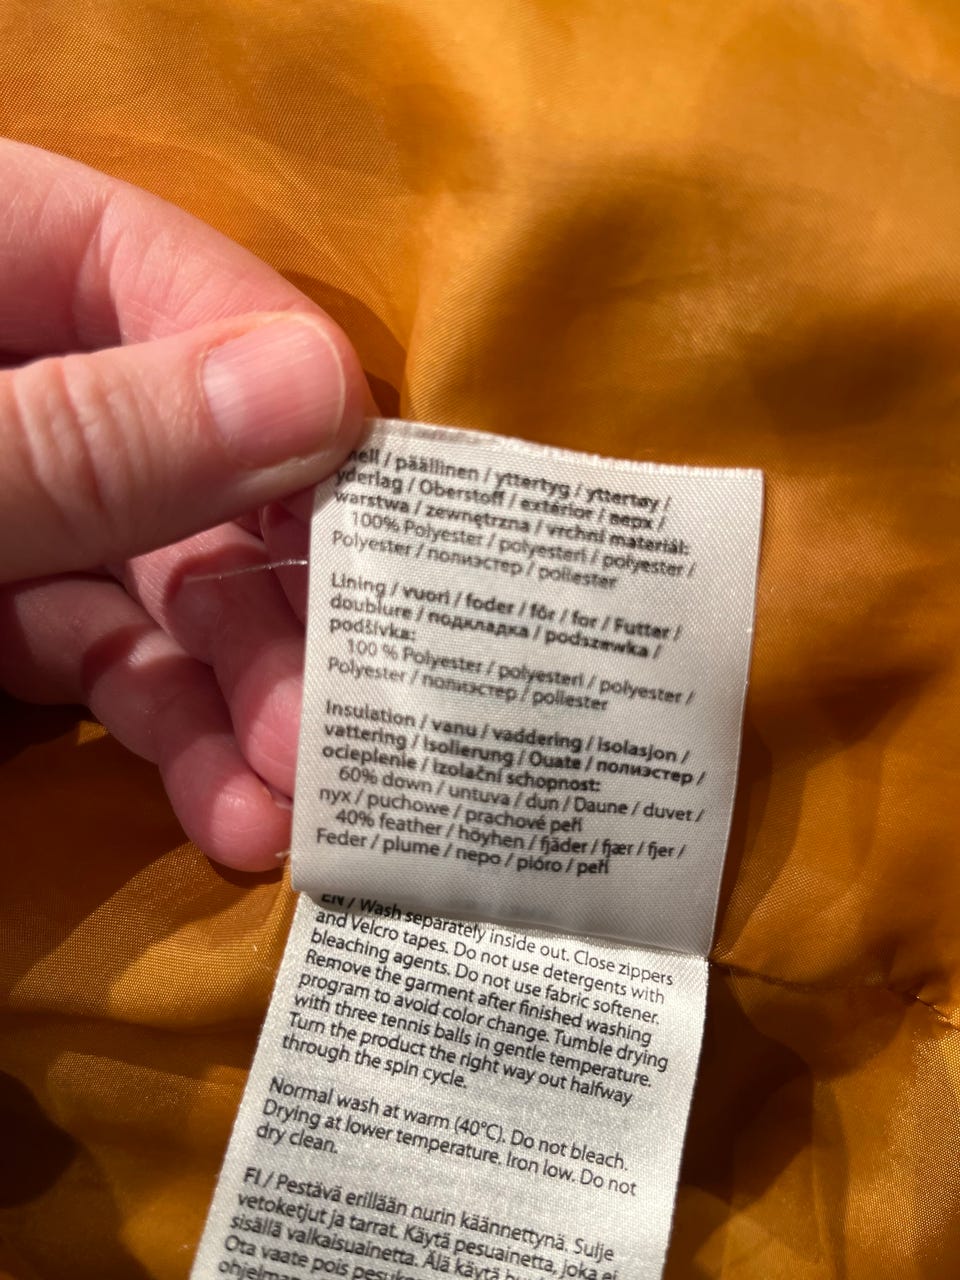 hell / päällinen / yttertyg / yttertøy /
yderlag / Oberstoff / extérior / верх /
warstwa / zewnętrzna / vrchní materiál:
100% Polyester / polyesteri / polyester /
Polyester / полиэстер / poliester
Lining / vuori / foder / fôr / for / Futter /
doublure / подкладка / podszewka /
podšívka:
100 % Polyester / polyesteri / polyester /
Polyester / полиэстер / poliester
Insulation / vanu / vaddering / isolasjon /
vattering / Isolierung / Ouate / полиэстер /
ocieplenie / Izolační schopnost:
60% down / untuva / dun / Daune / duvet /
пух / puchowe / prachové peří
40% feather / höyhen / fjäder / fjær / fjer /
Feder / plume / перо / pióro / peří
EN / Wash separately inside out. Close zippers
and Velcro tapes. Do not use detergents with
bleaching agents. Do not use fabric softener.
Remove the garment after finished washing
program to avoid color change. Tumble drying
with three tennis balls in gentle temperature.
Turn the product the right way out halfway
through the spin cycle.
Normal wash at warm (40°C). Do not bleach.
Drying at lower temperature. Iron low. Do not
dry clean.
FI / Pestävä erillään nurin käännettynä. Sulje
vetoketjut ja tarrat. Käytä pesuainetta, joka ei
sisällä valkaisuainetta. Älä käytä
Ota vaate pois